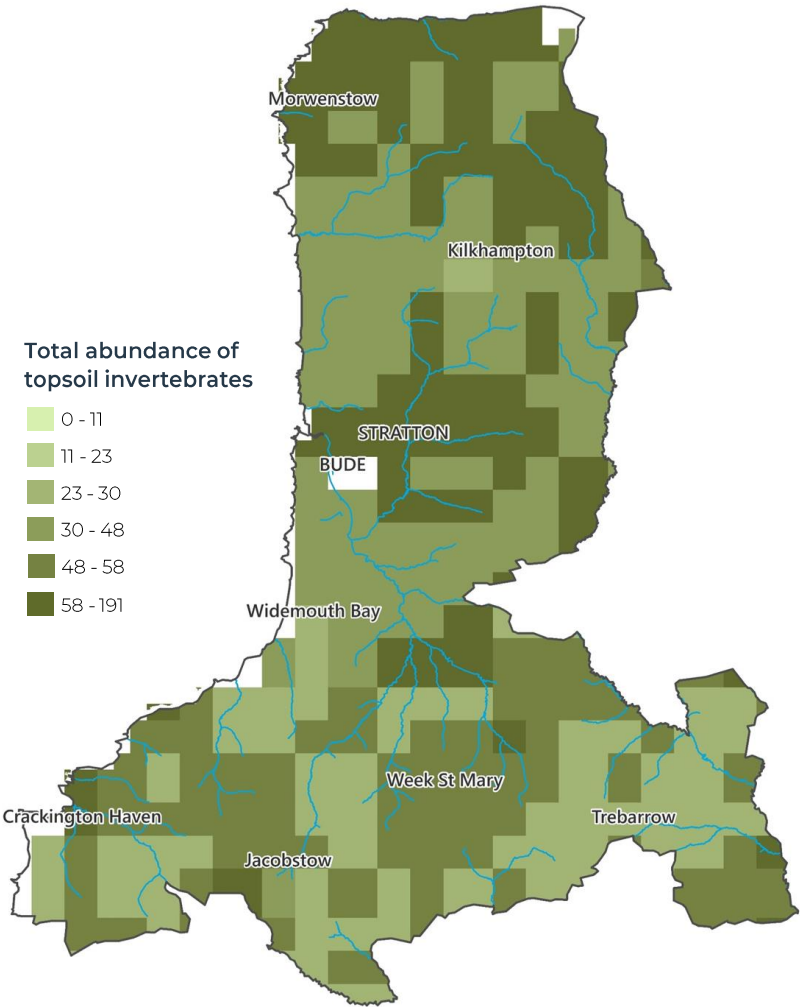 Morwenstow
Kilkhampton
Total abundance of
topsoil invertebrates
0 - 11
11 - 23
23 - 30
30 - 48
48 - 58
58 - 191
STRATTON
BUDE
Widemouth Bay
Week St Mary
Crackington Haven
Trebarrow
Jacobstow